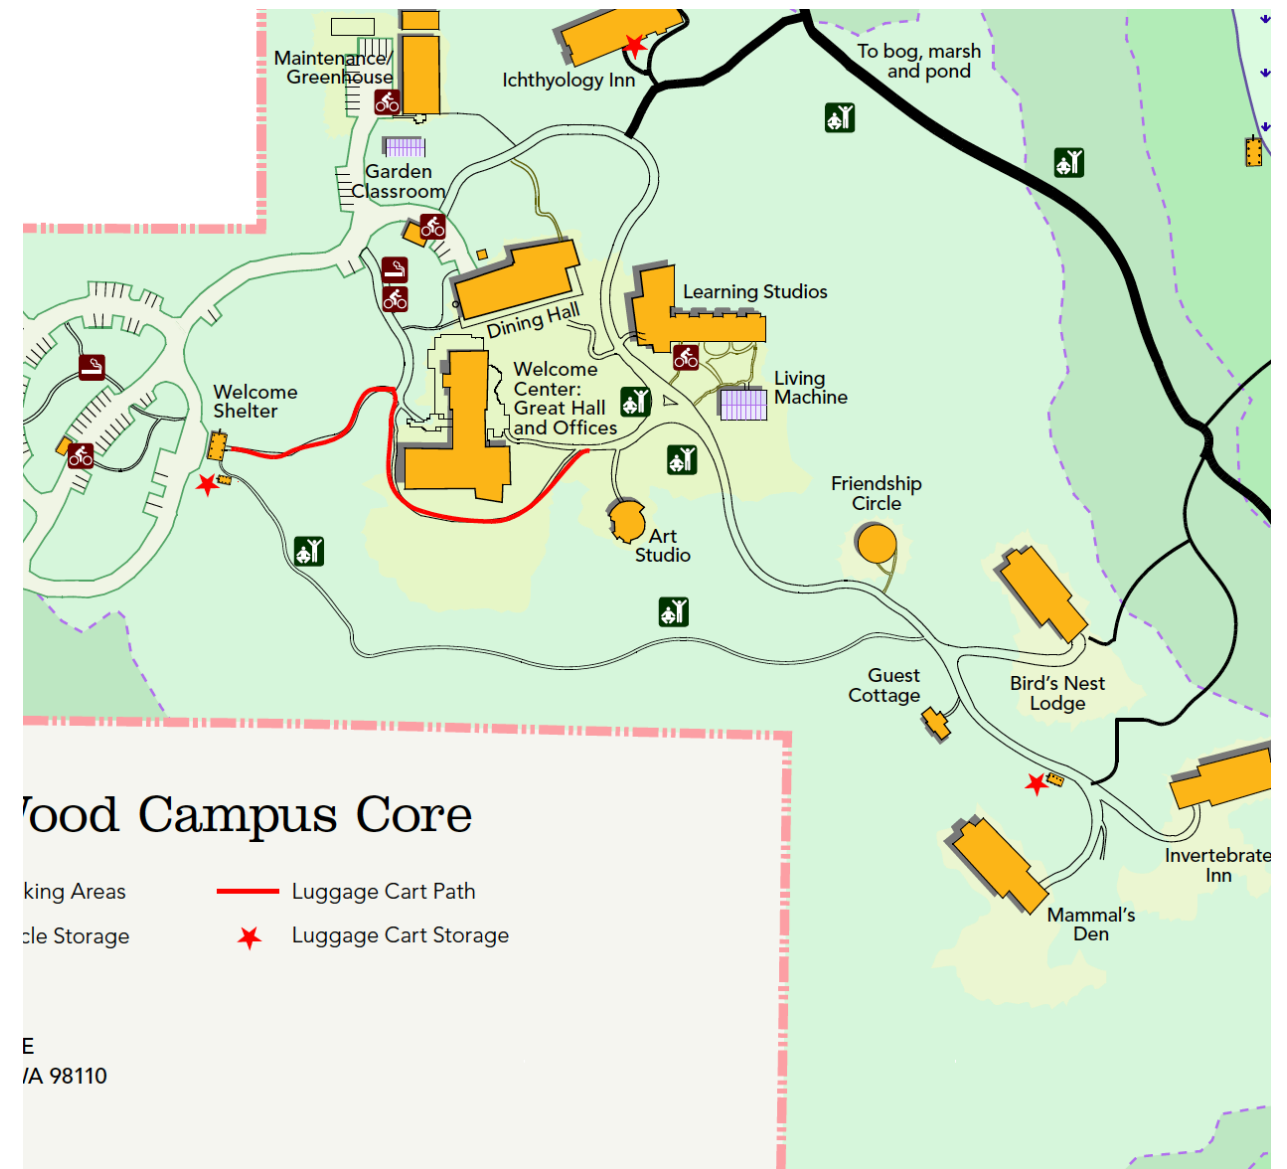 Maintenance/
Greenhouse
Ichthyology Inn
To bog, marsh
and pond
Garden
Classroom
Dining Hall
Learning Studios
Welcome
Shelter
Welcome
Center:
Great Hall
and Offices
Living
Machine
Friendship
Circle
Art
Studio
Guest
Cottage
Bird's Nest
Lodge
Invertebrate
Inn
Mammal's
Den
ood Campus Core
king Areas
Luggage Cart Path
cle Storage
Luggage Cart Storage
E
WA 98110